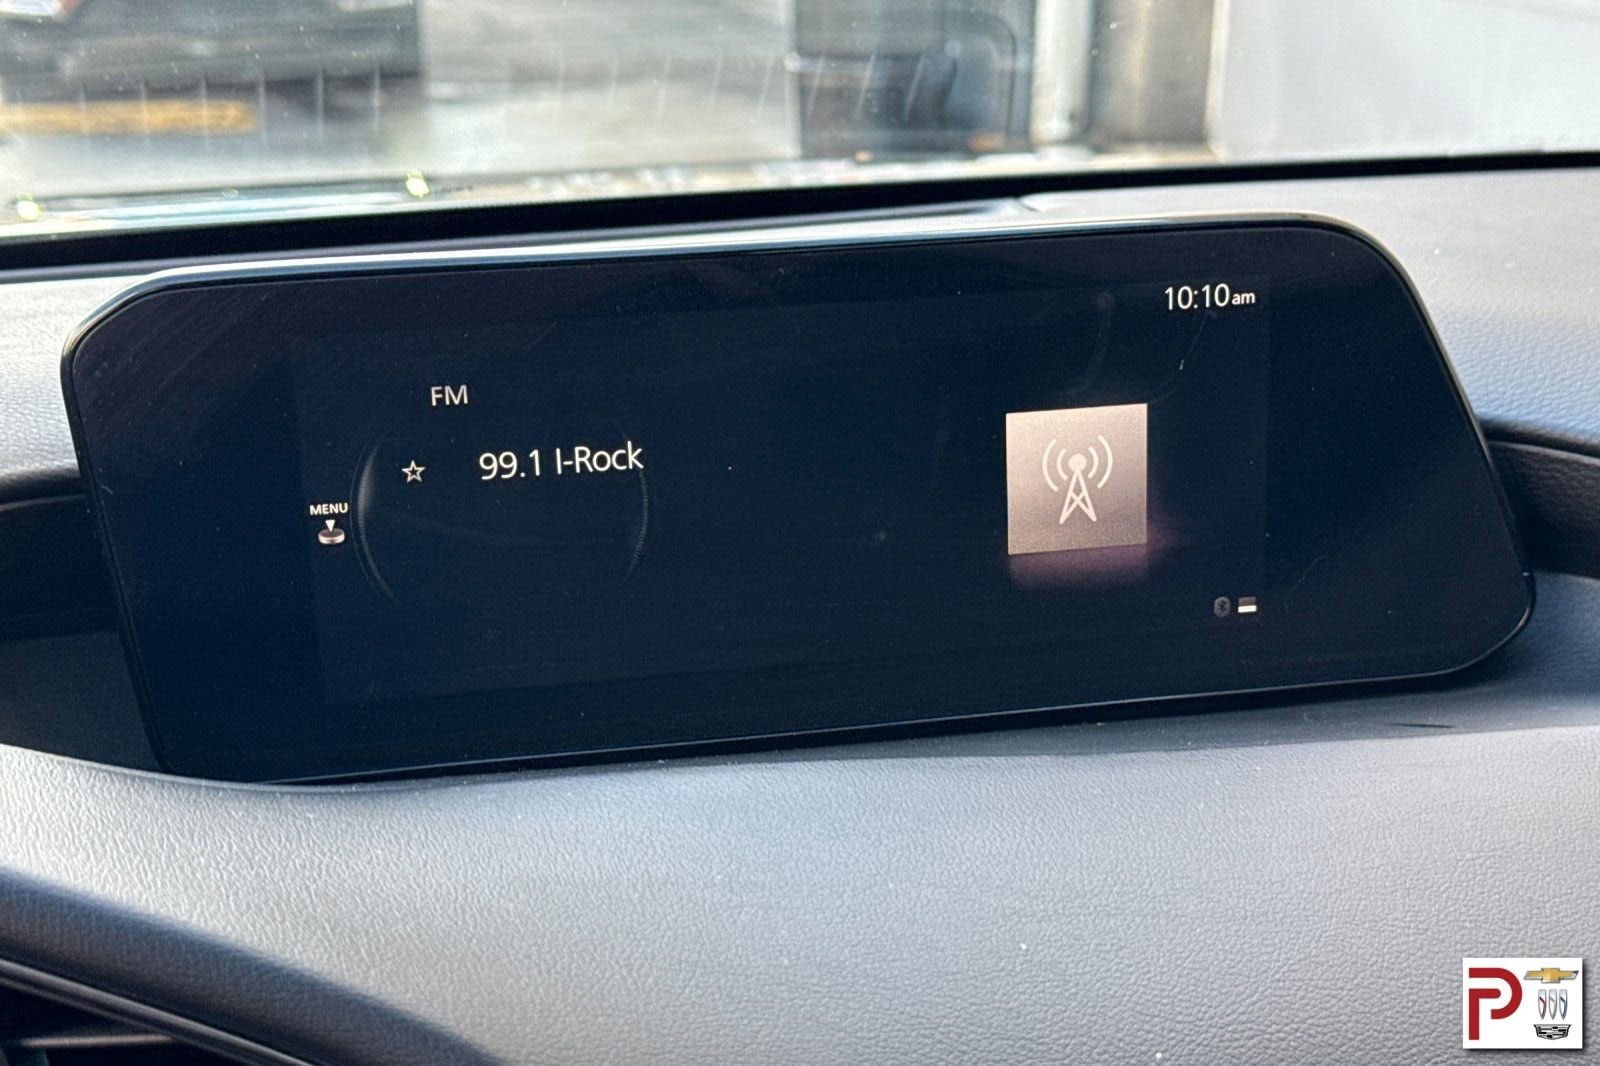 10:10am
FM
99.1 I-Rock
MENU
P